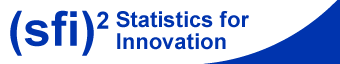 (sfi)² Statistics for
Innovation